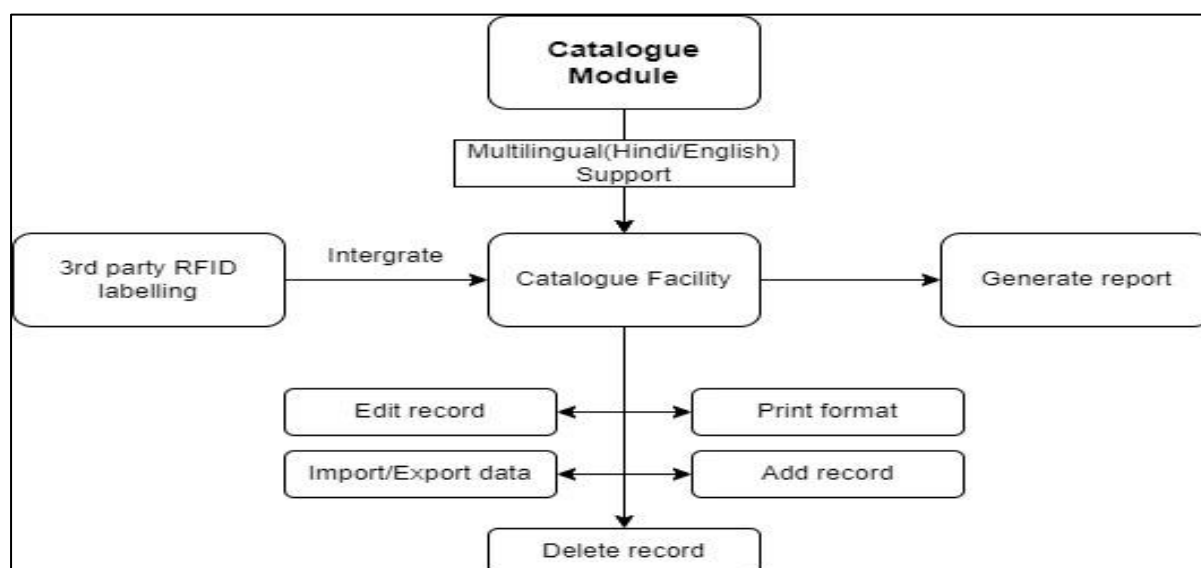 Catalogue
Module
Multilingual(Hindi/English)
Support
3rd party RFID
labelling
Intergrate
Catalogue Facility
Generate report
Edit record
Print format
Import/Export data
Add record
Delete record